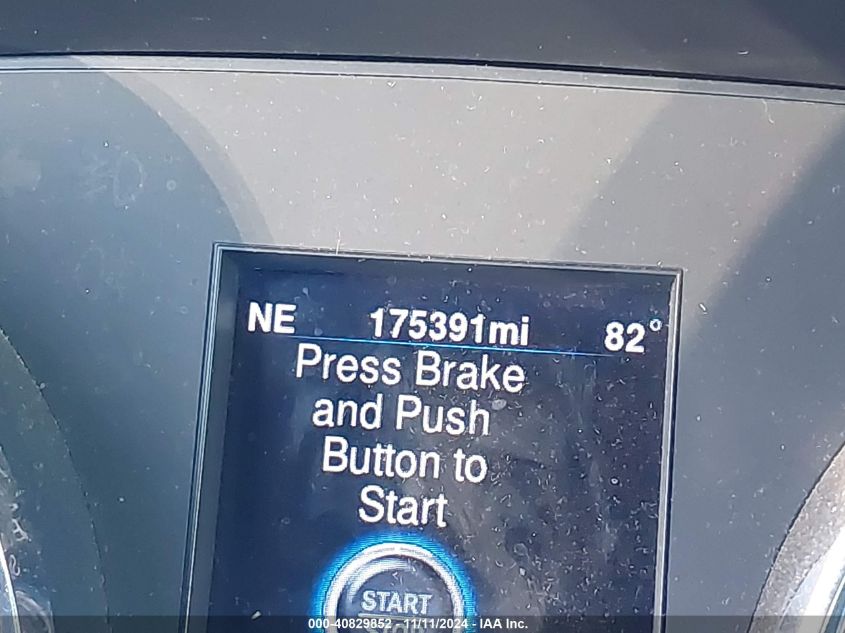 NE 175391mi 82°
Press Brake
and Push
Button to
Start
START
000-40829852 - 11/11/2024 - IAA Inc.